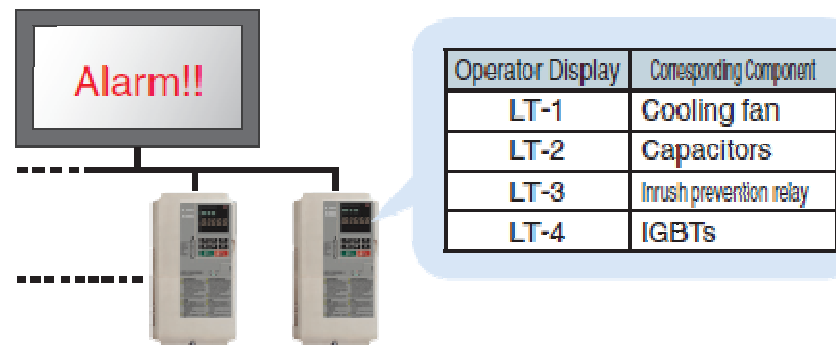 Alarm!!
Operator Display Corresponding Component
LT-1 Cooling fan
LT-2 Capacitors
LT-3 Inrush prevention relay
LT-4 IGBTs